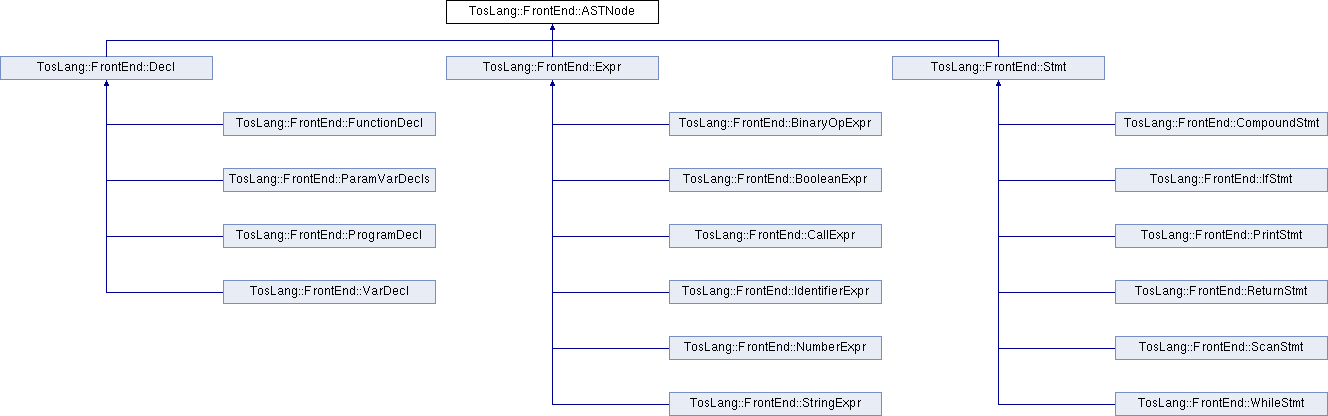 TosLang::FrontEnd::ASTNode
TosLang::FrontEnd::Decl
TosLang::FrontEnd::Expr
TosLang::FrontEnd::Stmt
TosLang::FrontEnd::FunctionDecl
TosLang::FrontEnd::BinaryOpExpr
TosLang::FrontEnd::CompoundStmt
TosLang::FrontEnd::ParamVarDecls
TosLang::FrontEnd::BooleanExpr
TosLang::FrontEnd::IfStmt
TosLang::FrontEnd::ProgramDecl
TosLang::FrontEnd::CallExpr
TosLang::FrontEnd::PrintStmt
TosLang::FrontEnd::VarDecl
TosLang::FrontEnd::IdentifierExpr
TosLang::FrontEnd::ReturnStmt
TosLang::FrontEnd::NumberExpr
TosLang::FrontEnd::ScanStmt
TosLang::FrontEnd::StringExpr
TosLang::FrontEnd::WhileStmt